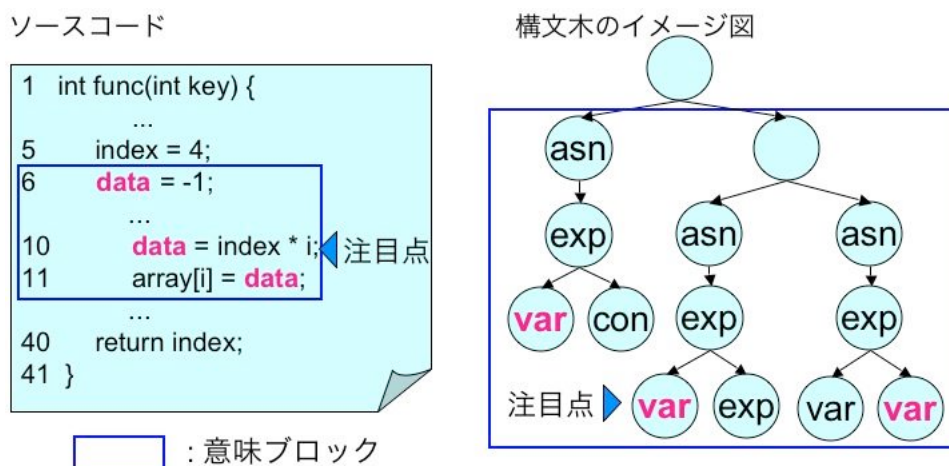 ソースコード
1 int func(int key) {
...
5 index = 4;
6 data = -1;
...
10 data = index * i;
注目点
11 array[i] = data;
...
40 return index;
41 }
: 意味ブロック
構文木のイメージ図
asn
exp asn asn
var con exp exp
注目点 var exp var var